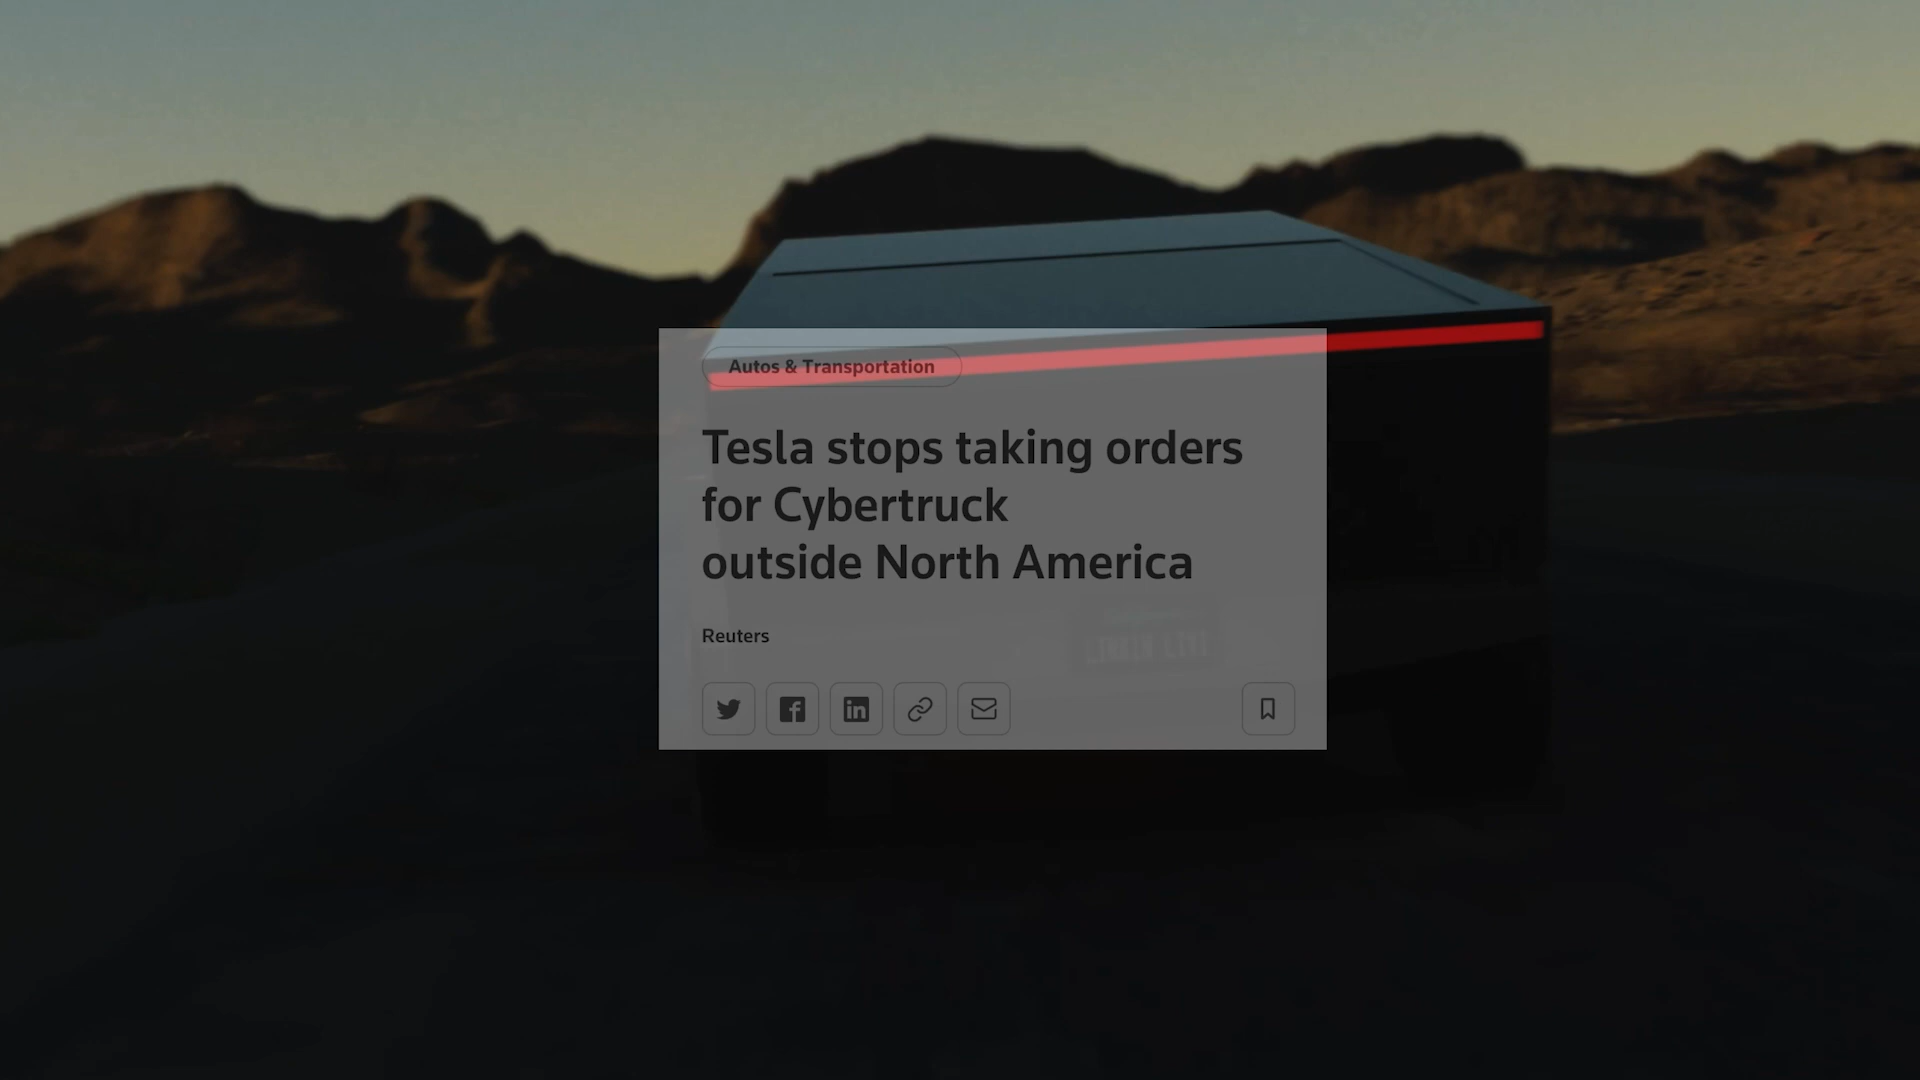 Autos & Transportation
Tesla stops taking orders
for Cybertruck
outside North America
Reuters